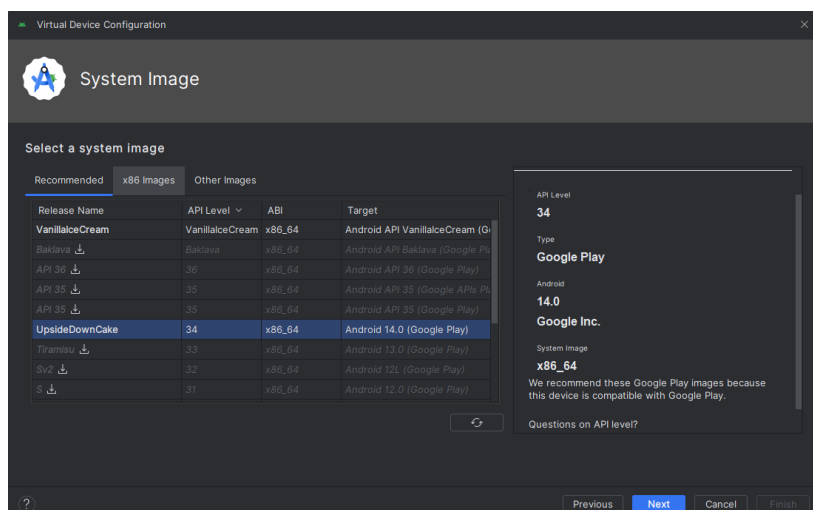 Virtual Device Configuration
System Image
Select a system image
Recommended x86 Images Other Images
Release Name API Level ABI Target
VanillaIceCream VanillaIceCream x86_64 Android API VanillaIceCream (G
Baklava Baklava x86_64 Android API Baklava (Google Pl
API 36 36 x86_64 Android API 36 (Google Play)
API 35 35 x86_64 Android API 35 (Google APIs Pl
API 35 35 x86_64 Android API 35 (Google Play)
UpsideDownCake 34 x86_64 Android 14.0 (Google Play)
Tiramisu 33 x86_64 Android 13.0 (Google Play)
Sv2 32 x86_64 Android 12L (Google Play)
S 31 x86_64 Android 12.0 (Google Play)
API Level
34
Type
Google Play
Android
14.0
Google Inc.
System Image
x86_64
We recommend these Google Play images because
this device is compatible with Google Play.
Questions on API level?
? Previous Next Cancel Finish